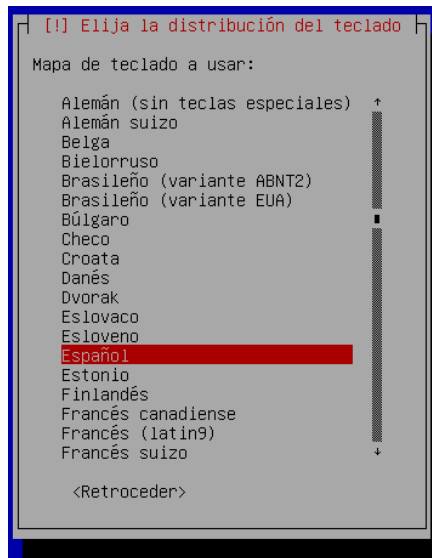 [!] Elija la distribución del teclado
Mapa de teclado a usar:
Alemán (sin teclas especiales)
Alemán suizo
Belga
Bielorruso
Brasileño (variante ABNT2)
Brasileño (variante EUA)
Búlgaro
Checo
Croata
Danés
Dvorak
Eslovaco
Esloveno
Español
Estonio
Finlandés
Francés canadiense
Francés (latin9)
Francés suizo
<Retroceder>